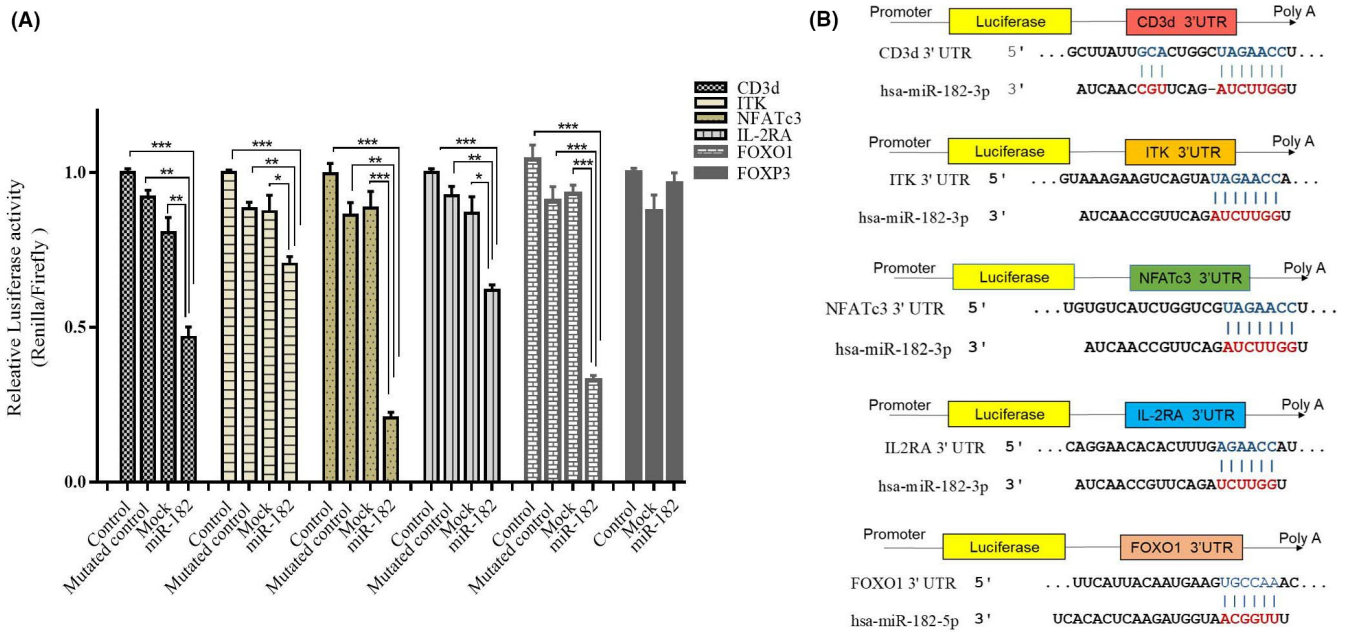 (A)
Releative Lusiferase activity
(Renilla/Firefly )
1.0
0.5
0.0
*** ** **
*** ** *
*** ** ***
*** ** *
*** *** ***
CD3d
ITK
NFATc3
IL-2RA
FOXO1
FOXP3
Control
Mutated control
Mock
miR-182
Control
Mutated control
Mock
miR-182
Control
Mutated control
Mock
miR-182
Control
Mutated control
Mock
miR-182
Control
Mutated control
Mock
miR-182
Control
Mock
miR-182
(B)
Promoter Luciferase CD3d 3'UTR Poly A
CD3d 3' UTR 5' ...GCUUAUUGCACUGGCUAGAACCU...
hsa-miR-182-3p 3' AUCAACCGUUCAG-AUCUUGGU
Promoter Luciferase ITK 3'UTR Poly A
ITK 3' UTR 5' ...GUAAAGAAGUCAGUAUAGAACCA...
hsa-miR-182-3p 3' AUCAACCGUUCAGAUCUUGGU
Promoter Luciferase NFATc3 3'UTR Poly A
NFATc3 3' UTR 5' ...UGUGUCAUCUGGUCGUAGAACCU...
hsa-miR-182-3p 3' AUCAACCGUUCAGAUCUUGGU
Promoter Luciferase IL-2RA 3'UTR Poly A
IL2RA 3' UTR 5' ...CAGGAACACACUUUGAGAACCAU...
hsa-miR-182-3p 3' AUCAACCGUUCAGAUCUUGGU
Promoter Luciferase FOXO1 3'UTR Poly A
FOXO1 3' UTR 5' ...UUCAUUACAAUGAAGUGCCAAAC...
hsa-miR-182-5p 3' UCACACUCAAGAUGGUAACGGUUU